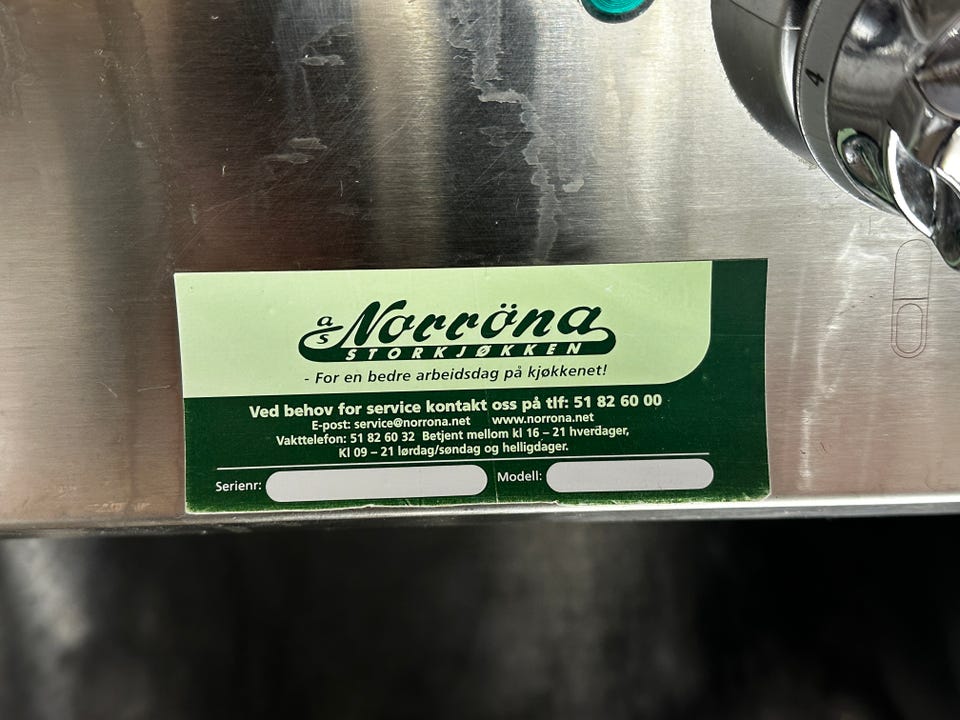 4
a/s Norröna
STORKJØKKEN
- For en bedre arbeidsdag på kjøkkenet!
Ved behov for service kontakt oss på tlf: 51 82 60 00
E-post: service@norrona.net www.norrona.net
Vakttelefon: 51 82 60 32 Betjent mellom kl 16 – 21 hverdager,
Kl 09 – 21 lørdag/søndag og helligdager.
Serienr: Modell: